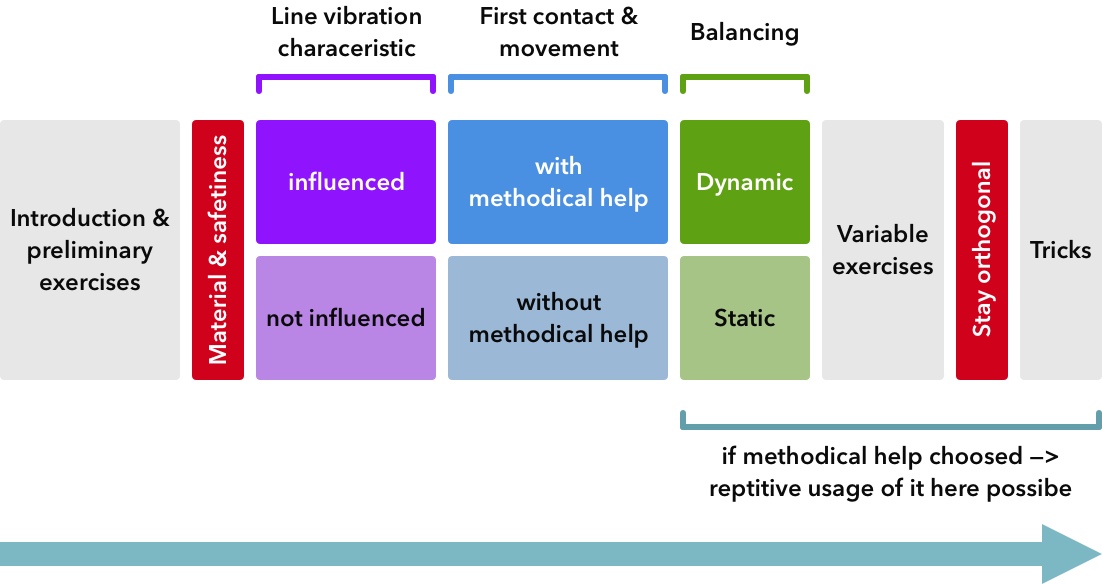 Line vibration
characeristic
First contact &
movement
Balancing
Introduction &
preliminary
exercises
Material & safetiness
influenced
not influenced
with
methodical help
without
methodical help
Dynamic
Static
Variable
exercises
Stay orthogonal
Tricks
if methodical help choosed —>
reptitive usage of it here possibe